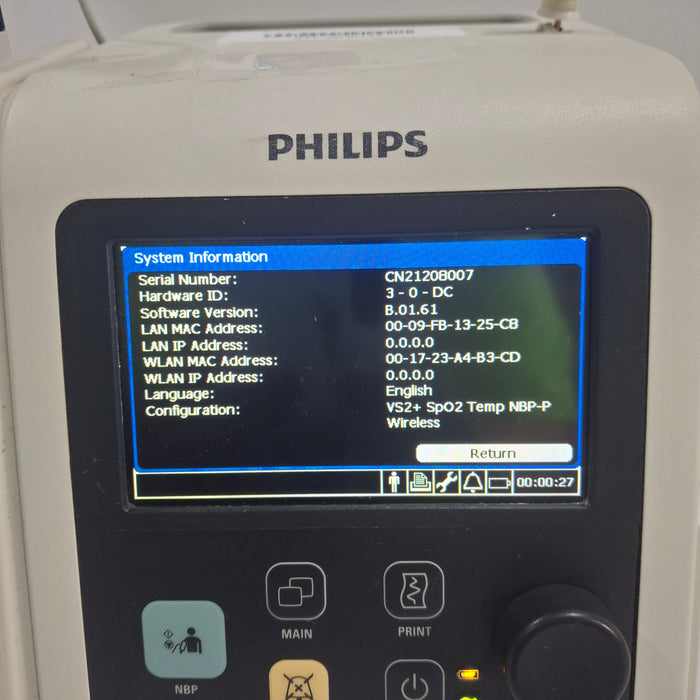 PHILIPS
System Information
Serial Number: CN21208007
Hardware ID: 3 - 0 - DC
Software Version: B.01.61
LAN MAC Address: 00-09-FB-13-25-C8
LAN IP Address: 0.0.0.0
WLAN MAC Address: 00-17-23-A4-B3-CD
WLAN IP Address: 0.0.0.0
Language: English
Configuration: VS2+ SpO2 Temp NBP-P
Wireless
Return
00:00:27
MAIN
PRINT
NBP